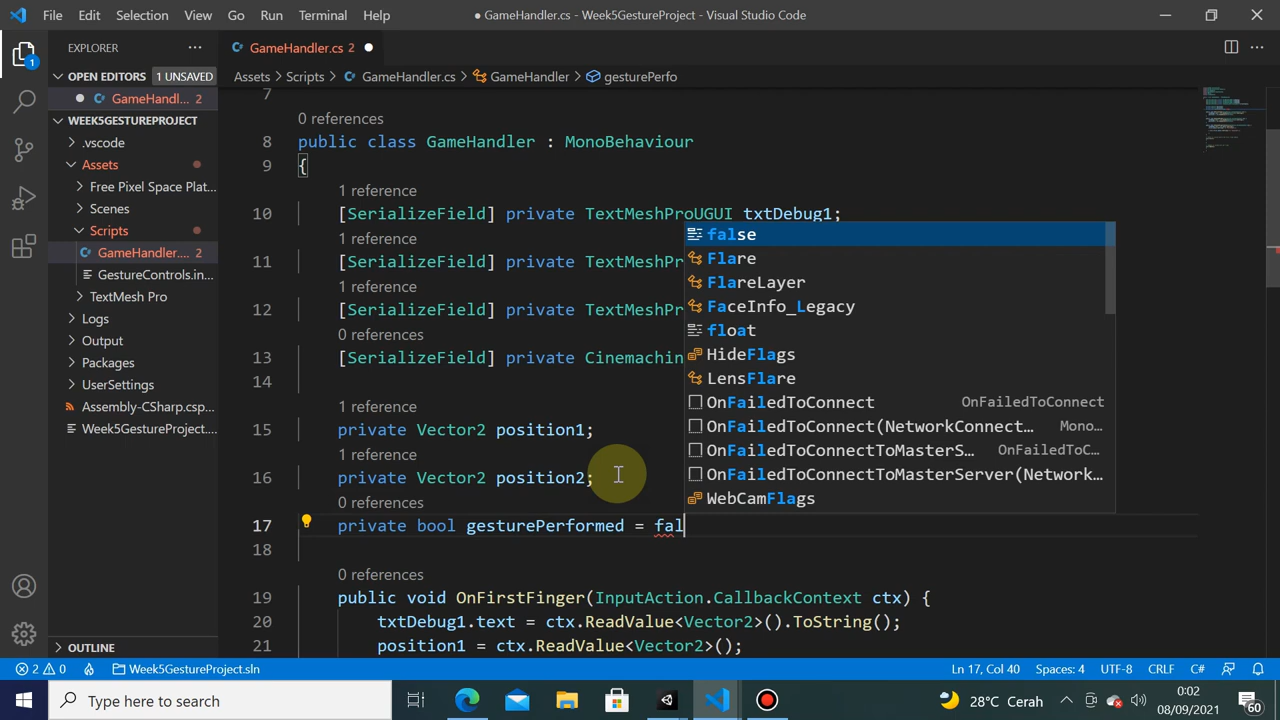 File Edit Selection View Go Run Terminal Help
● GameHandler.cs - Week5GestureProject - Visual Studio Code
EXPLORER
GameHandler.cs 2
OPEN EDITORS 1 UNSAVED
GameHandl... 2
WEEK5GESTUREPROJECT
.vscode
Assets
Free Pixel Space Plat...
Scenes
Scripts
GameHandler.... 2
GestureControls.in...
TextMesh Pro
Logs
Output
Packages
UserSettings
Assembly-CSharp.csp...
Week5GestureProject....
OUTLINE
1
Assets > Scripts > GameHandler.cs > GameHandler > gesturePerfo
7
0 references
8 public class GameHandler : MonoBehaviour
9 {
1 reference
10 [SerializeField] private TextMeshProUGUI txtDebug1;
1 reference
11 [SerializeField] private TextMeshPr
1 reference
12 [SerializeField] private TextMeshPr
0 references
13 [SerializeField] private Cinemachin
14
1 reference
15 private Vector2 position1;
1 reference
16 private Vector2 position2;
0 references
17 private bool gesturePerformed = fal
18
0 references
19 public void OnFirstFinger(InputAction.CallbackContext ctx) {
20 txtDebug1.text = ctx.ReadValue<Vector2>().ToString();
21 position1 = ctx.ReadValue<Vector2>();
false
Flare
FlareLayer
FaceInfo_Legacy
float
HideFlags
LensFlare
OnFailedToConnect OnFailedToConnect
OnFailedToConnect(NetworkConnect... Mono...
OnFailedToConnectToMasterS... OnFailedToC...
OnFailedToConnectToMasterServer(Network...
WebCamFlags
2 0 Week5GestureProject.sln Ln 17, Col 40 Spaces: 4 UTF-8 CRLF C#
Type here to search
28°C Cerah
0:02
08/09/2021
60